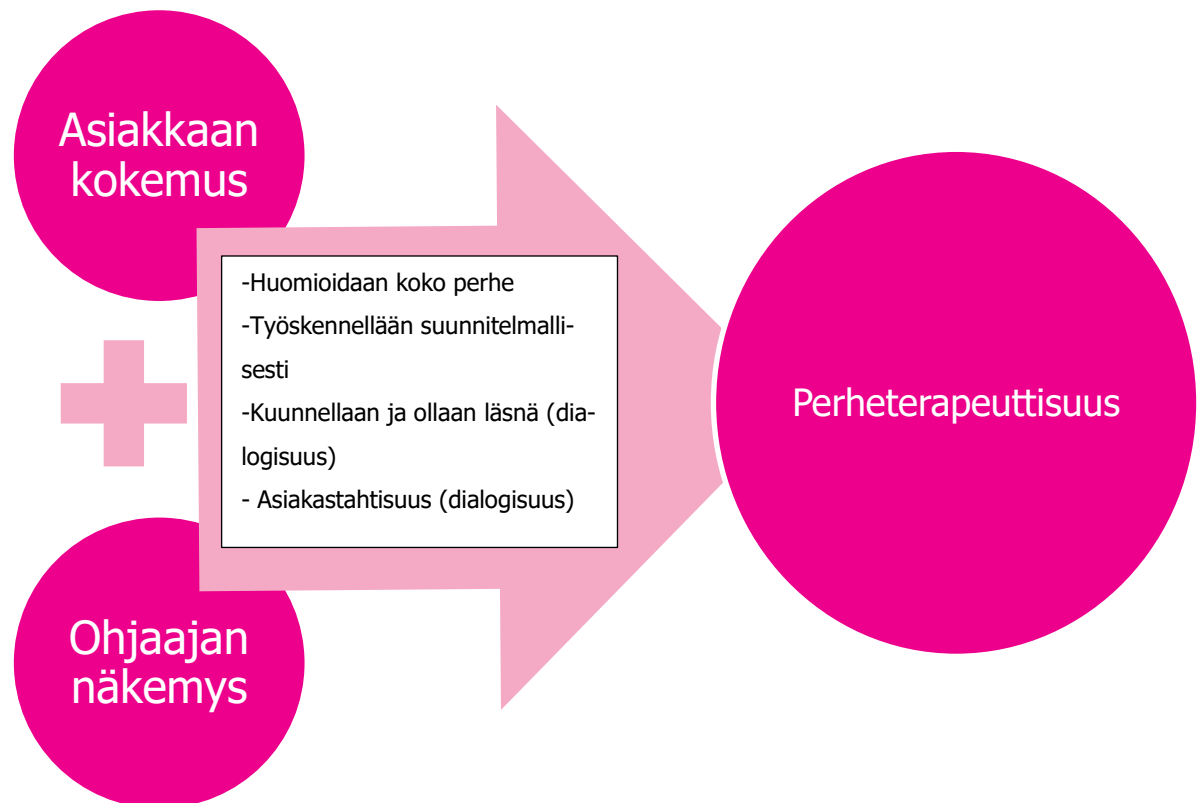 Asiakkaan
kokemus
-Huomioidaan koko perhe
-Työskennellään suunnitelmalli-
sesti
-Kuunnellaan ja ollaan läsnä (dia-
logisuus)
- Asiakastahtisuus (dialogisuus)
Ohjaajan
näkemys
Perheterapeuttisuus